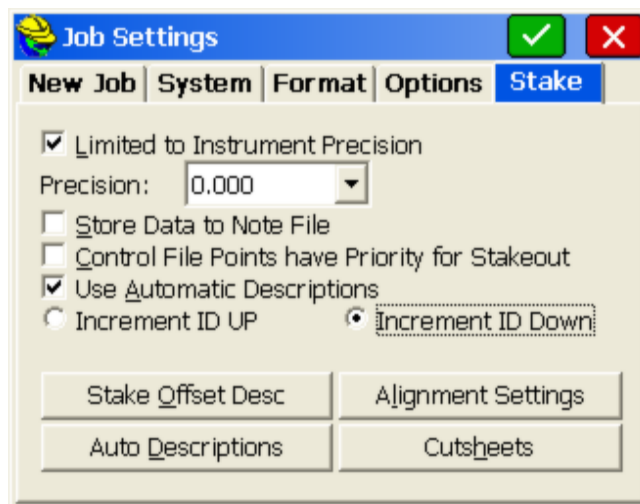 Job Settings
New Job System Format Options Stake
Limited to Instrument Precision
Precision: 0.000
Store Data to Note File
Control File Points have Priority for Stakeout
Use Automatic Descriptions
Increment ID UP Increment ID Down
Stake Offset Desc Alignment Settings
Auto Descriptions Cutsheets